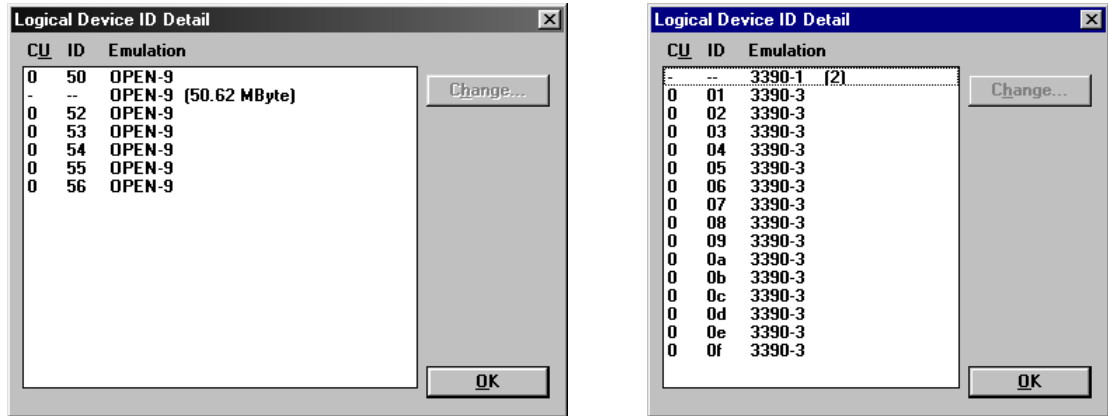 Logical Device ID Detail
CU ID Emulation
0 50 OPEN-9
- -- OPEN-9 (50.62 MByte)
0 52 OPEN-9
0 53 OPEN-9
0 54 OPEN-9
0 55 OPEN-9
0 56 OPEN-9
Change...
OK
Logical Device ID Detail
CU ID Emulation
- -- 3390-1 (2)
0 01 3390-3
0 02 3390-3
0 03 3390-3
0 04 3390-3
0 05 3390-3
0 06 3390-3
0 07 3390-3
0 08 3390-3
0 09 3390-3
0 0a 3390-3
0 0b 3390-3
0 0c 3390-3
0 0d 3390-3
0 0e 3390-3
0 0f 3390-3
Change...
OK